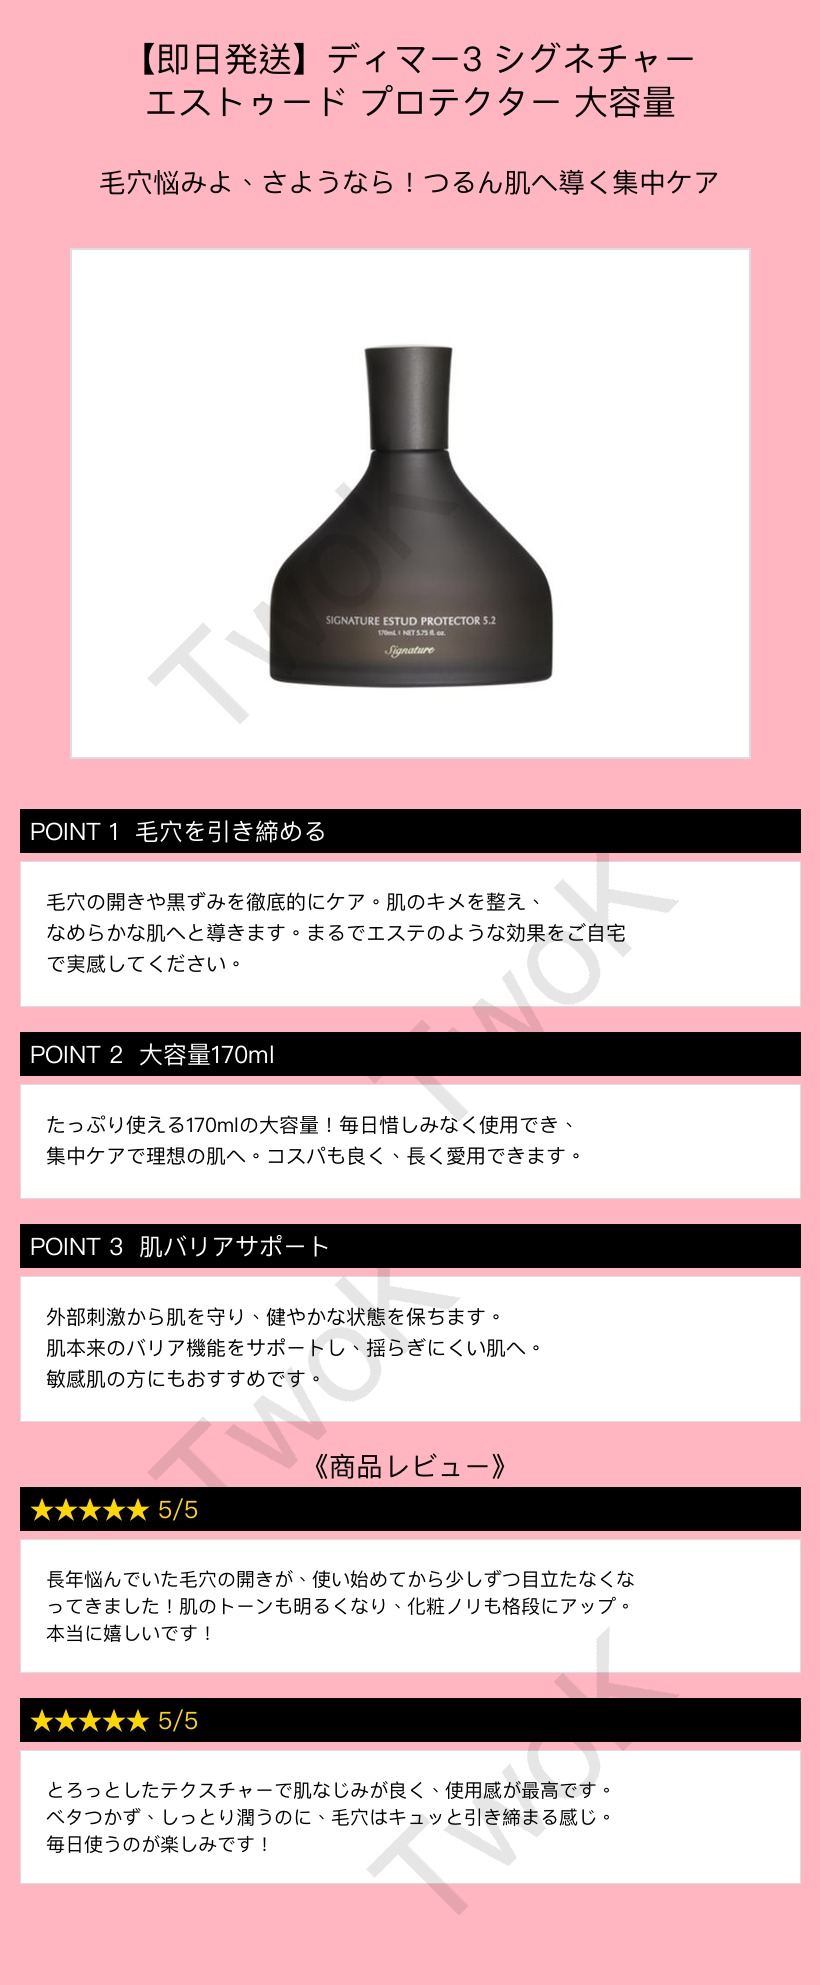 【即日発送】ディマー3 シグネチャー
エストゥード プロテクター 大容量
毛穴悩みよ、さようなら！つるん肌へ導く集中ケア
SIGNATURE ESTUD PROTECTOR 5.2
170mL | NET 5.75 fl. oz.
Signature
TwoK
POINT 1 毛穴を引き締める
毛穴の開きや黒ずみを徹底的にケア。肌のキメを整え、
なめらかな肌へと導きます。まるでエステのような効果をご自宅
で実感してください。
TwoK
POINT 2 大容量170ml
たっぷり使える170mlの大容量！毎日惜しみなく使用でき、
集中ケアで理想の肌へ。コスパも良く、長く愛用できます。
POINT 3 肌バリアサポート
外部刺激から肌を守り、健やかな状態を保ちます。
肌本来のバリア機能をサポートし、揺らぎにくい肌へ。
敏感肌の方にもおすすめです。
TwoK
《商品レビュー》
★★★★★ 5/5
長年悩んでいた毛穴の開きが、使い始めてから少しずつ目立たなくな
ってきました！肌のトーンも明るくなり、化粧ノリも格段にアップ。
本当に嬉しいです！
★★★★★ 5/5
とろっとしたテクスチャーで肌なじみが良く、使用感が最高です。
ベタつかず、しっとり潤うのに、毛穴はキュッと引き締まる感じ。
毎日使うのが楽しみです！
TwoK